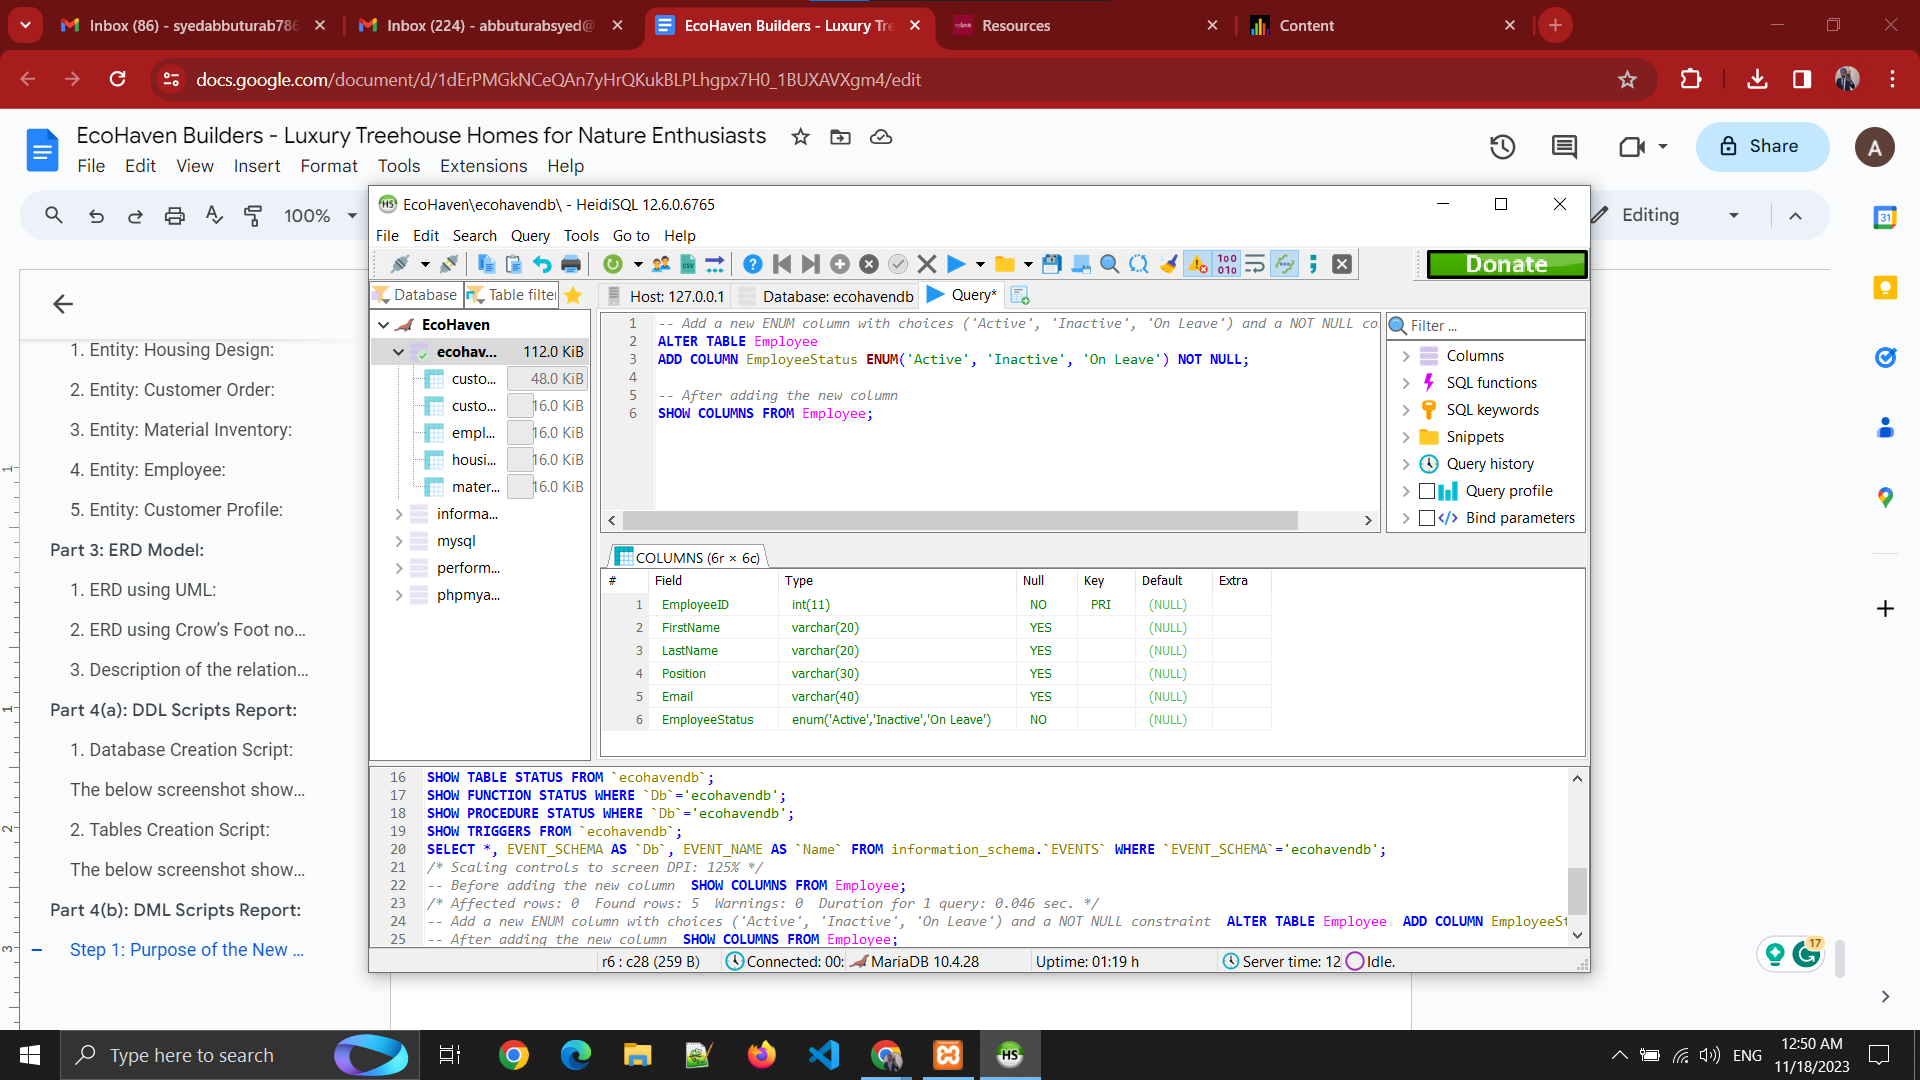 Inbox (86) - syedabbuturab786
Inbox (224) - abbuturabsyed@
EcoHaven Builders - Luxury Tre
Resources
Content
docs.google.com/document/d/1dErPMGkNCeQAn7yHrQKukBLPLhgpx7H0_1BUXAVXgm4/edit
EcoHaven Builders - Luxury Treehouse Homes for Nature Enthusiasts
File Edit View Insert Format Tools Extensions Help
Share
A
100%
Editing
31
1. Entity: Housing Design:
2. Entity: Customer Order:
3. Entity: Material Inventory:
4. Entity: Employee:
5. Entity: Customer Profile:
Part 3: ERD Model:
1. ERD using UML:
2. ERD using Crow's Foot no...
3. Description of the relation...
Part 4(a): DDL Scripts Report:
1. Database Creation Script:
The below screenshot show...
2. Tables Creation Script:
The below screenshot show...
Part 4(b): DML Scripts Report:
Step 1: Purpose of the New ...
1
1
2
3
HS EcoHaven\ecohavendb\ - HeidiSQL 12.6.0.6765
File Edit Search Query Tools Go to Help
Donate
Database Table filter
Host: 127.0.0.1 Database: ecohavendb Query*
EcoHaven
ecohav... 112.0 KiB
custo... 48.0 KiB
custo... 16.0 KiB
empl... 16.0 KiB
housi... 16.0 KiB
mater... 16.0 KiB
informa...
mysql
perform...
phpmya...
1 -- Add a new ENUM column with choices ('Active', 'Inactive', 'On Leave') and a NOT NULL co
2 ALTER TABLE Employee
3 ADD COLUMN EmployeeStatus ENUM('Active', 'Inactive', 'On Leave') NOT NULL;
4
5 -- After adding the new column
6 SHOW COLUMNS FROM Employee;
Filter ...
Columns
SQL functions
SQL keywords
Snippets
Query history
Query profile
Bind parameters
COLUMNS (6r × 6c)
# Field Type Null Key Default Extra
1 EmployeeID int(11) NO PRI (NULL)
2 FirstName varchar(20) YES (NULL)
3 LastName varchar(20) YES (NULL)
4 Position varchar(30) YES (NULL)
5 Email varchar(40) YES (NULL)
6 EmployeeStatus enum('Active','Inactive','On Leave') NO (NULL)
16 SHOW TABLE STATUS FROM `ecohavendb`;
17 SHOW FUNCTION STATUS WHERE `Db`='ecohavendb';
18 SHOW PROCEDURE STATUS WHERE `Db`='ecohavendb';
19 SHOW TRIGGERS FROM `ecohavendb`;
20 SELECT *, EVENT_SCHEMA AS `Db`, EVENT_NAME AS `Name` FROM information_schema.`EVENTS` WHERE `EVENT_SCHEMA`='ecohavendb';
21 /* Scaling controls to screen DPI: 125% */
22 -- Before adding the new column SHOW COLUMNS FROM Employee;
23 /* Affected rows: 0 Found rows: 5 Warnings: 0 Duration for 1 query: 0.046 sec. */
24 -- Add a new ENUM column with choices ('Active', 'Inactive', 'On Leave') and a NOT NULL constraint ALTER TABLE Employee ADD COLUMN EmployeeSt
25 -- After adding the new column SHOW COLUMNS FROM Employee;
r6 : c28 (259 B) Connected: 00: MariaDB 10.4.28 Uptime: 01:19 h Server time: 12 Idle.
17
Type here to search
HS
ENG
12:50 AM
11/18/2023